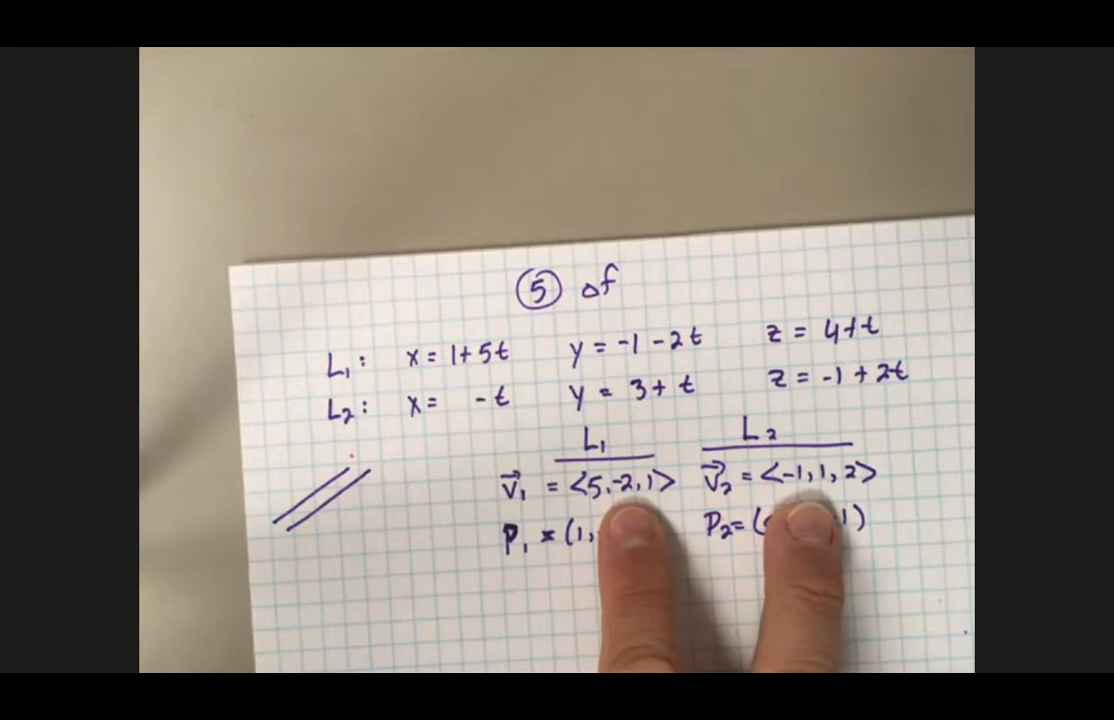 5 of
L₁: x = 1+5t y = -1-2t z = 4+t
L₂: x = -t y = 3+t z = -1+2t
L₁ L₂
v⃗₁ = <5,-2,1> v⃗₂ = <-1,1,2>
P₁ = (1, P₂ = ( 1)